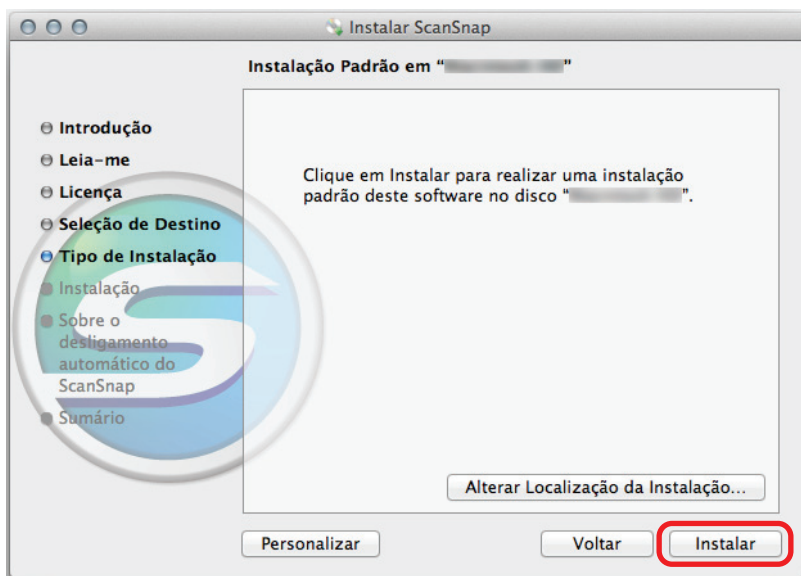 Instalar ScanSnap
Instalação Padrão em “ ”
Introdução
Leia-me
Licença
Seleção de Destino
Tipo de Instalação
Instalação
Sobre o
desligamento
automático do
ScanSnap
Sumário
Clique em Instalar para realizar uma instalação
padrão deste software no disco “ ”.
Alterar Localização da Instalação...
Personalizar
Voltar
Instalar